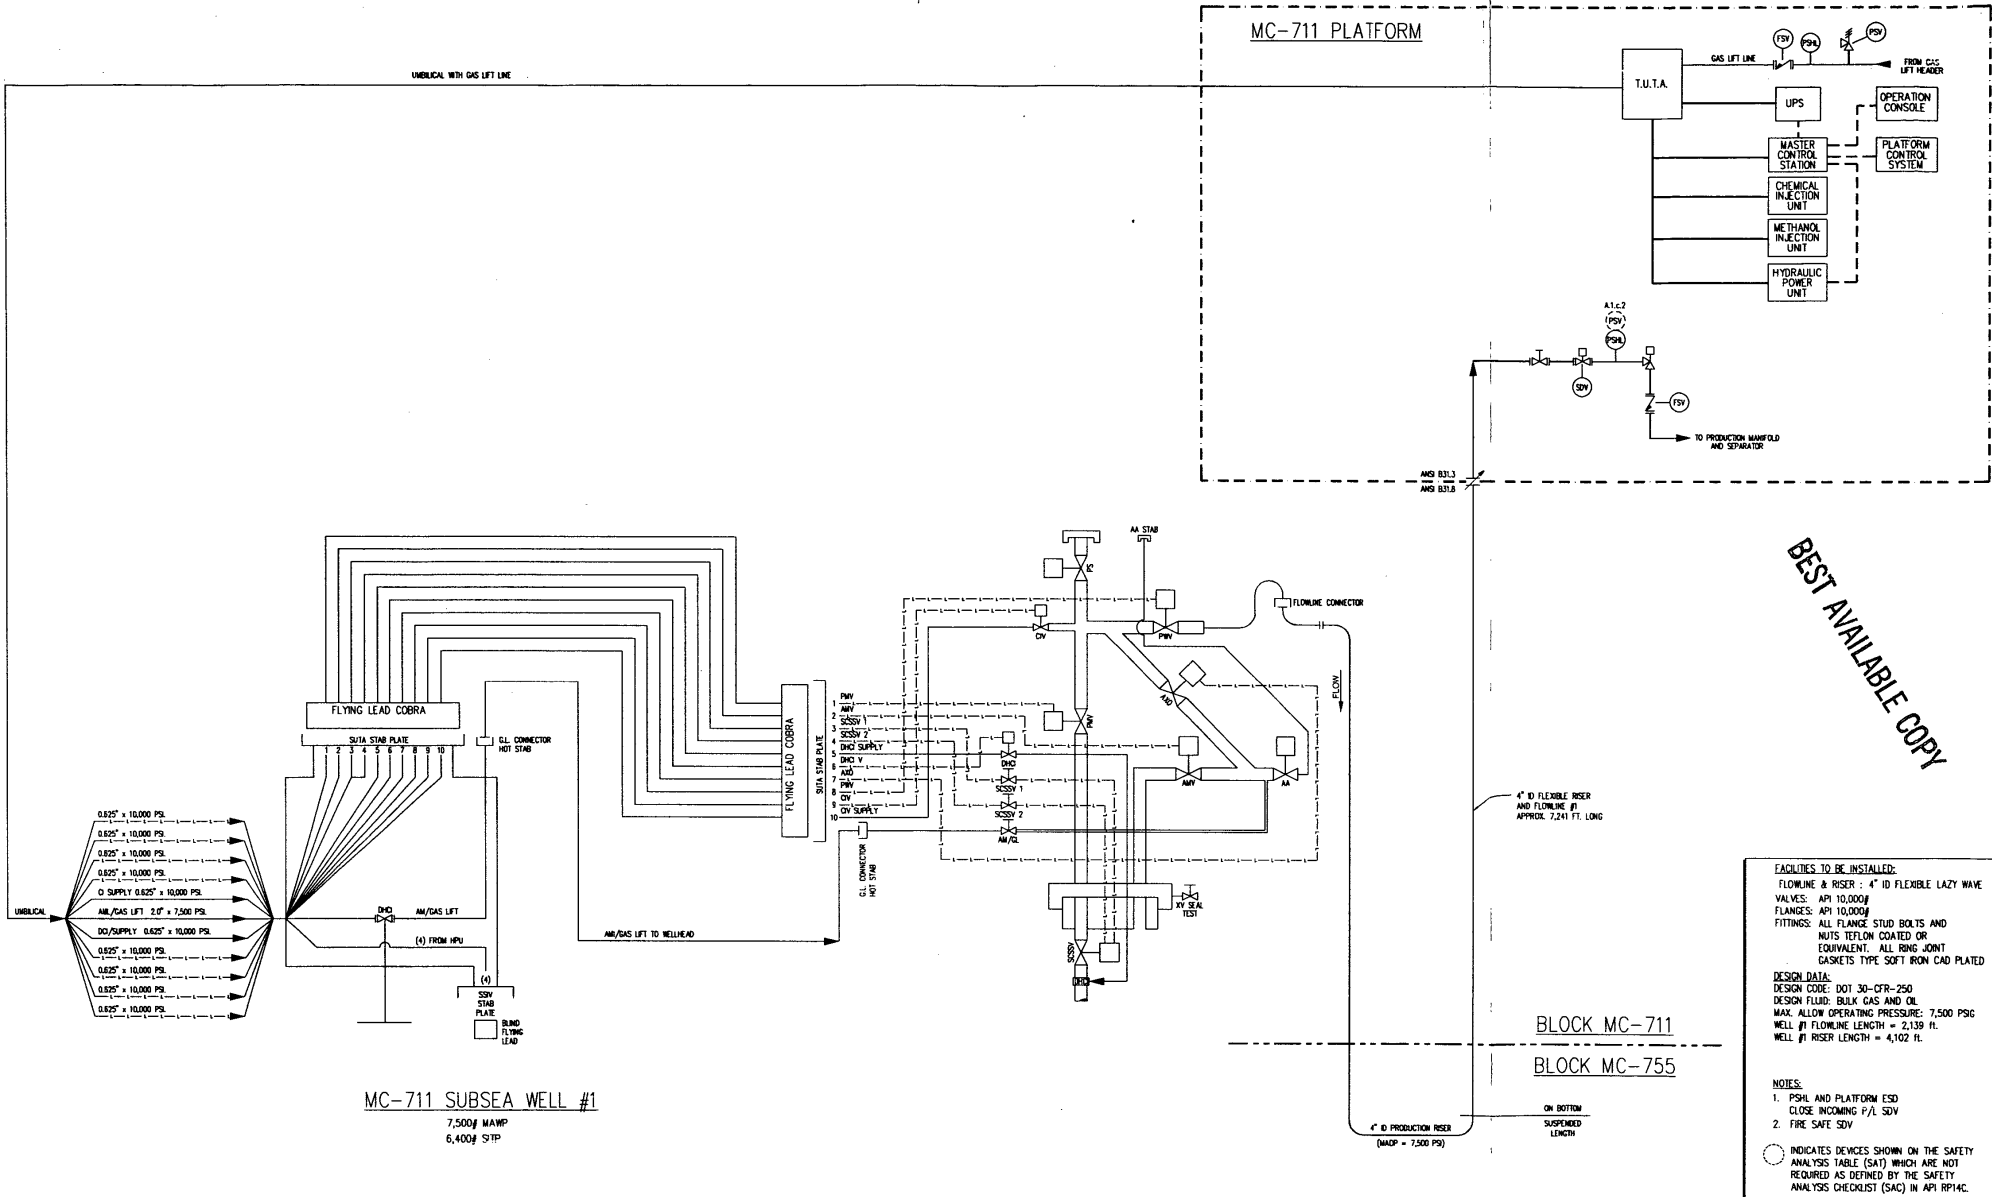 MC-711 PLATFORM
FSV
PSHL
PSV
GAS LIFT LINE
FROM GAS
LIFT HEADER
T.U.T.A.
UPS
OPERATION
CONSOLE
MASTER
CONTROL
STATION
PLATFORM
CONTROL
SYSTEM
CHEMICAL
INJECTION
UNIT
METHANOL
INJECTION
UNIT
HYDRAULIC
POWER
UNIT
A.1.c.2
(PSV)
PSHL
SDV
FSV
TO PRODUCTION MANIFOLD
AND SEPARATOR
ANSI B31.3
ANSI B31.8
UMBILICAL WITH GAS LIFT LINE
BEST AVAILABLE COPY
FLYING LEAD COBRA
SUTA STAB PLATE
1 2 3 4 5 6 7 8 9 10
G.L. CONNECTOR
HOT STAB
UMBILICAL
0.625" x 10,000 PSI.
0.625" x 10,000 PSI.
0.625" x 10,000 PSI.
0.625" x 10,000 PSI.
CI SUPPLY 0.625" x 10,000 PSI.
AML/GAS LIFT 2.0" x 7,500 PSI.
DCI/SUPPLY 0.625" x 10,000 PSI.
0.625" x 10,000 PSI.
0.625" x 10,000 PSI.
0.625" x 10,000 PSI.
0.625" x 10,000 PSI.
DHCI
AM/GAS LIFT
(4) FROM HPU
(4)
SSIV
STAB
PLATE
BLIND
FLYING
LEAD
AMI/GAS LIFT TO WELLHEAD
FLYING LEAD COBRA
SUTA STAB PLATE
PMV
1
AMV
2
SCSSV 1
3
SCSSV 2
4
DHCI SUPPLY
5
DHCI V
6
AXO
7
PWV
8
CIV
9
CIV SUPPLY
10
G.L. CONNECTOR
HOT STAB
DHCI
SCSSV 1
SCSSV 2
AM/GL
AA STAB
PS
CIV
PWV
PMV
AXO
AMV
AA
FLOWLINE CONNECTOR
FLOW
XV SEAL
TEST
SCSSV
DHCI
4" ID FLEXIBLE RISER
AND FLOWLINE #1
APPROX. 7,241 FT. LONG
BLOCK MC-711
BLOCK MC-755
ON BOTTOM
SUSPENDED
LENGTH
4" ID PRODUCTION RISER
(MAOP = 7,500 PSI)
MC-711 SUBSEA WELL #1
7,500# MAWP
6,400# SITP
FACILITIES TO BE INSTALLED:
FLOWLINE & RISER : 4" ID FLEXIBLE LAZY WAVE
VALVES: API 10,000#
FLANGES: API 10,000#
FITTINGS: ALL FLANGE STUD BOLTS AND
NUTS TEFLON COATED OR
EQUIVALENT. ALL RING JOINT
GASKETS TYPE SOFT IRON CAD PLATED
DESIGN DATA:
DESIGN CODE: DOT 30-CFR-250
DESIGN FLUID: BULK GAS AND OIL
MAX. ALLOW OPERATING PRESSURE: 7,500 PSIG
WELL #1 FLOWLINE LENGTH = 2,139 ft.
WELL #1 RISER LENGTH = 4,102 ft.
NOTES:
1. PSHL AND PLATFORM ESD
CLOSE INCOMING P/L SDV
2. FIRE SAFE SDV
INDICATES DEVICES SHOWN ON THE SAFETY
ANALYSIS TABLE (SAT) WHICH ARE NOT
REQUIRED AS DEFINED BY THE SAFETY
ANALYSIS CHECKLIST (SAC) IN API RP14C.